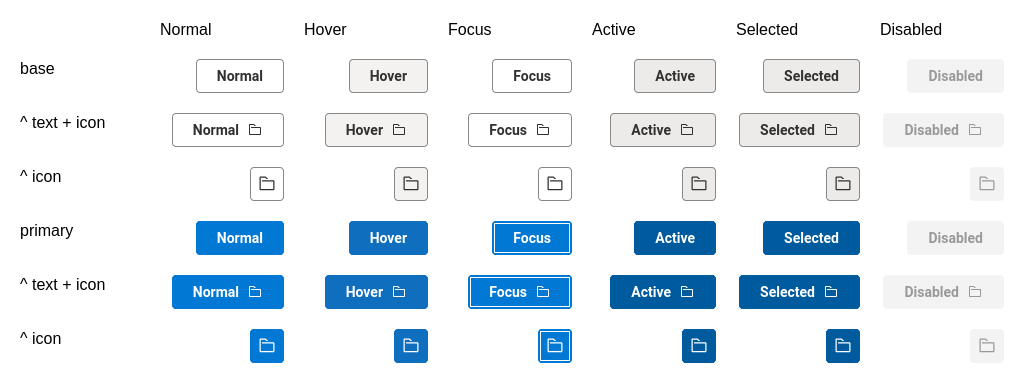 Normal Hover Focus Active Selected Disabled
base Normal Hover Focus Active Selected Disabled
^ text + icon Normal Hover Focus Active Selected Disabled
^ icon
primary Normal Hover Focus Active Selected Disabled
^ text + icon Normal Hover Focus Active Selected Disabled
^ icon